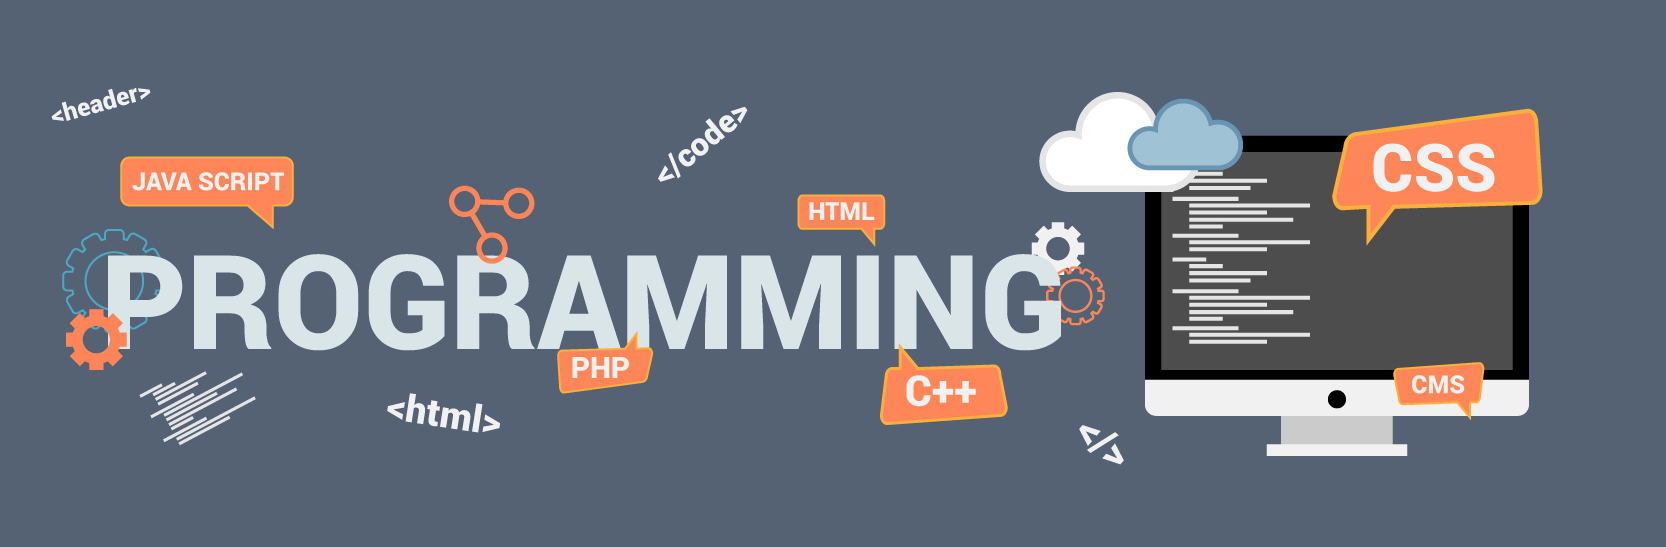 <header>
</code>
JAVA SCRIPT
CSS
HTML
PROGRAMMING
PHP
C++
CMS
<html>
</>